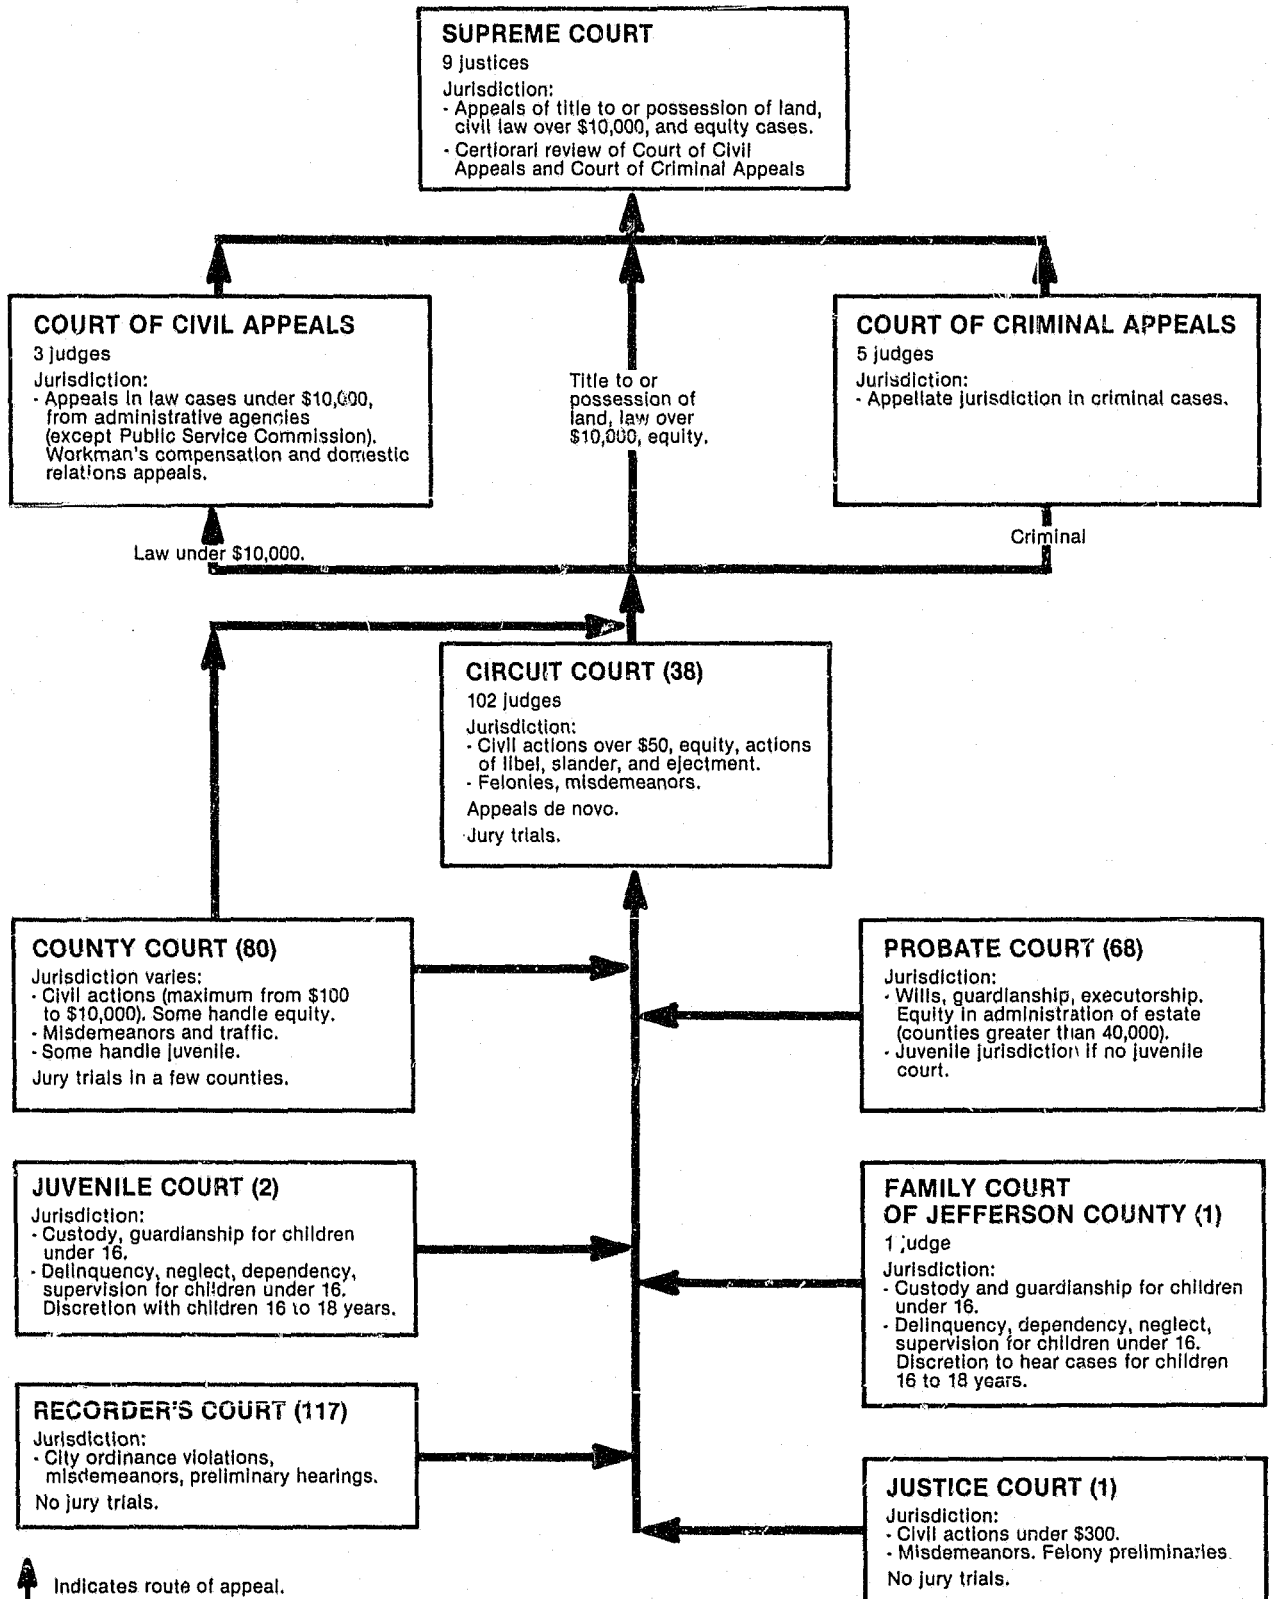 SUPREME COURT
9 justices
Jurisdiction:
- Appeals of title to or possession of land,
civil law over $10,000, and equity cases.
- Certiorari review of Court of Civil
Appeals and Court of Criminal Appeals
COURT OF CIVIL APPEALS
3 judges
Jurisdiction:
- Appeals in law cases under $10,000,
from administrative agencies
(except Public Service Commission).
Workman's compensation and domestic
relations appeals.
Title to or
possession of
land, law over
$10,000, equity.
COURT OF CRIMINAL APPEALS
5 judges
Jurisdiction:
- Appellate jurisdiction in criminal cases.
Law under $10,000.
Criminal
CIRCUIT COURT (38)
102 judges
Jurisdiction:
- Civil actions over $50, equity, actions
of libel, slander, and ejectment.
- Felonies, misdemeanors.
Appeals de novo.
Jury trials.
COUNTY COURT (80)
Jurisdiction varies:
- Civil actions (maximum from $100
to $10,000). Some handle equity.
- Misdemeanors and traffic.
- Some handle juvenile.
Jury trials in a few counties.
PROBATE COURT (68)
Jurisdiction:
- Wills, guardianship, executorship.
Equity in administration of estate
(counties greater than 40,000).
- Juvenile jurisdiction if no juvenile
court.
JUVENILE COURT (2)
Jurisdiction:
- Custody, guardianship for children
under 16.
- Delinquency, neglect, dependency,
supervision for children under 16.
Discretion with children 16 to 18 years.
FAMILY COURT
OF JEFFERSON COUNTY (1)
1 judge
Jurisdiction:
- Custody and guardianship for children
under 16.
- Delinquency, dependency, neglect,
supervision for children under 16.
Discretion to hear cases for children
16 to 18 years.
RECORDER'S COURT (117)
Jurisdiction:
- City ordinance violations,
misdemeanors, preliminary hearings.
No jury trials.
JUSTICE COURT (1)
Jurisdiction:
- Civil actions under $300.
- Misdemeanors. Felony preliminaries.
No jury trials.
Indicates route of appeal.